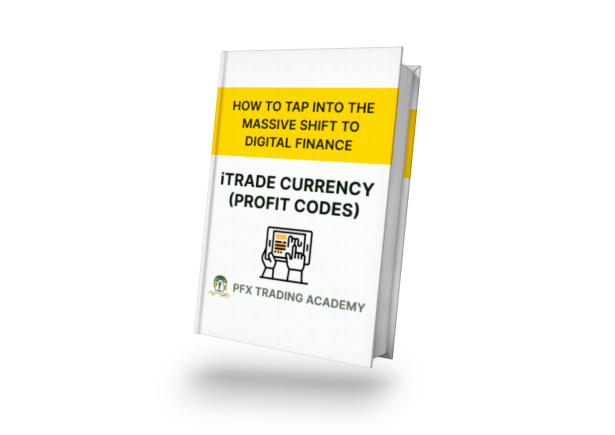 HOW TO TAP INTO THE
MASSIVE SHIFT TO
DIGITAL FINANCE
iTRADE CURRENCY
(PROFIT CODES)
PFX TRADING ACADEMY